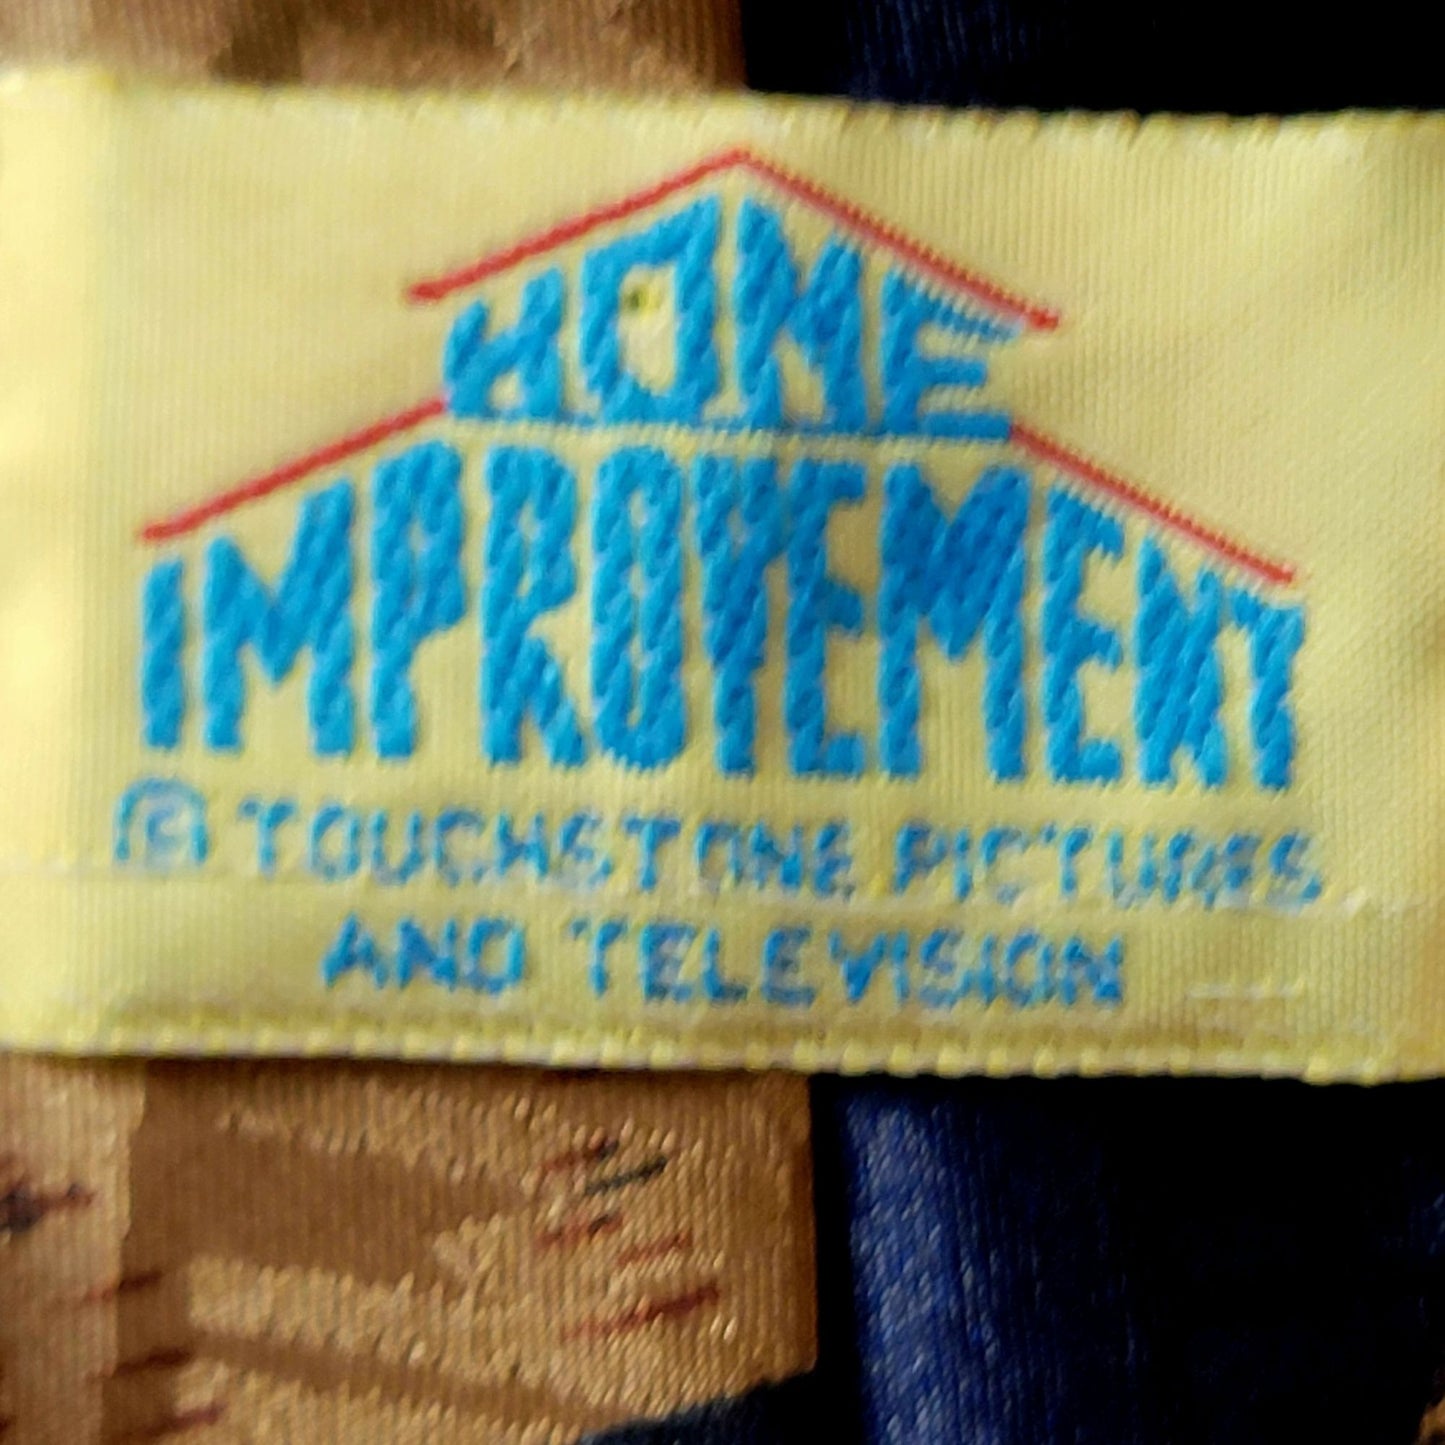 HOME
IMPROVEMENT
© TOUCHSTONE PICTURES
AND TELEVISION